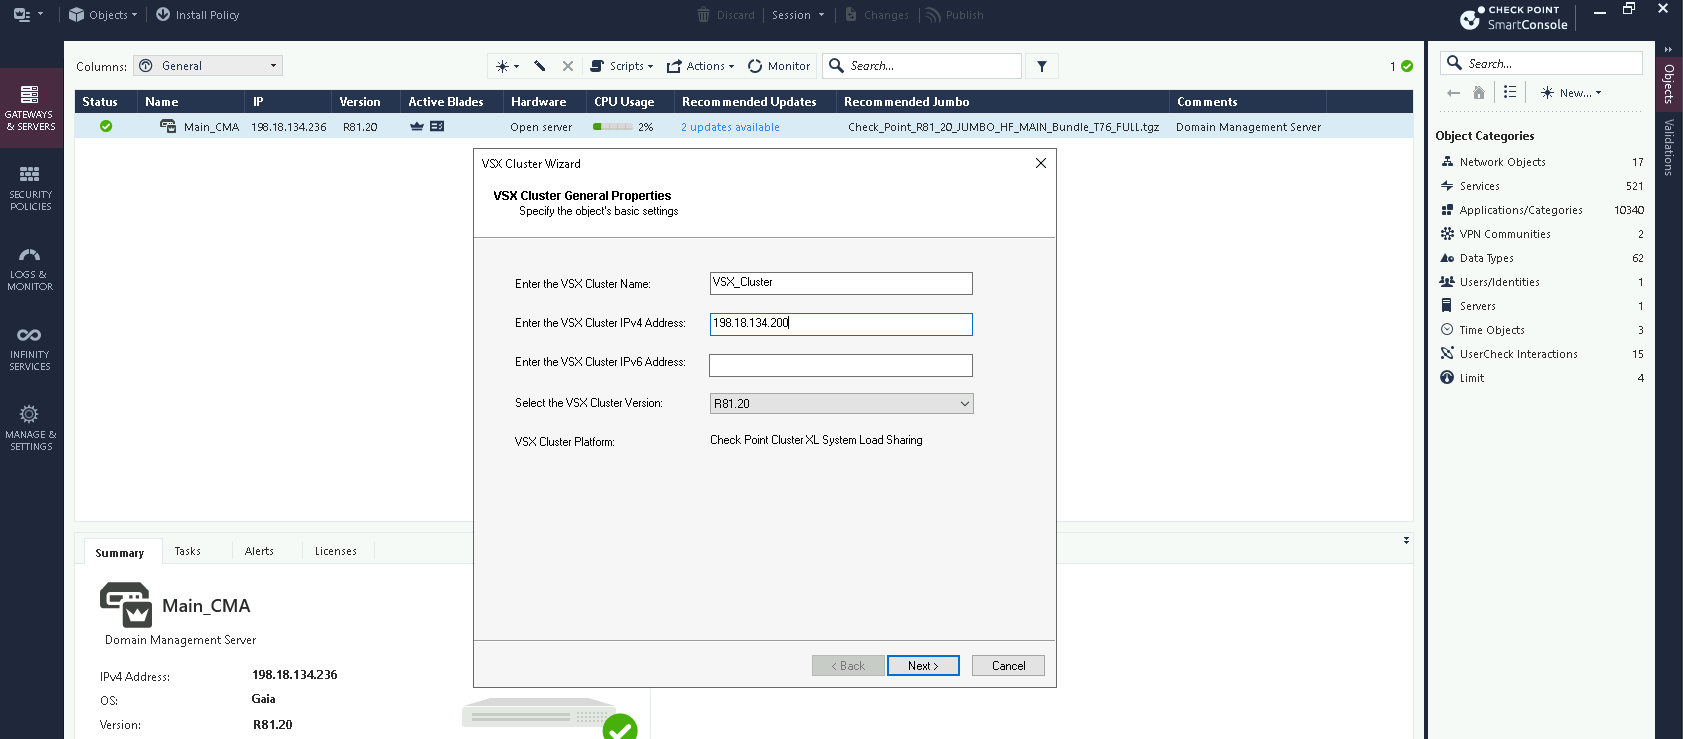 Objects
Install Policy
Discard
Session
Changes
Publish
CHECK POINT
SmartConsole
GATEWAYS
& SERVERS
SECURITY
POLICIES
LOGS &
MONITOR
INFINITY
SERVICES
MANAGE &
SETTINGS
Columns: General
Scripts
Actions
Monitor
Search...
1
Status Name IP Version Active Blades Hardware CPU Usage Recommended Updates Recommended Jumbo Comments
Main_CMA 198.18.134.236 R81.20 Open server 2% 2 updates available Check_Point_R81_20_JUMBO_HF_MAIN_Bundle_T76_FULL.tgz Domain Management Server
VSX Cluster Wizard
VSX Cluster General Properties
Specify the object's basic settings
Enter the VSX Cluster Name: VSX_Cluster
Enter the VSX Cluster IPv4 Address: 198.18.134.200
Enter the VSX Cluster IPv6 Address:
Select the VSX Cluster Version: R81.20
VSX Cluster Platform: Check Point Cluster XL System Load Sharing
< Back Next > Cancel
Summary Tasks Alerts Licenses
Main_CMA
Domain Management Server
IPv4 Address: 198.18.134.236
OS: Gaia
Version: R81.20
Search...
New...
Object Categories
Network Objects 17
Services 521
Applications/Categories 10340
VPN Communities 2
Data Types 62
Users/Identities 1
Servers 1
Time Objects 3
UserCheck Interactions 15
Limit 4
Objects
Validations